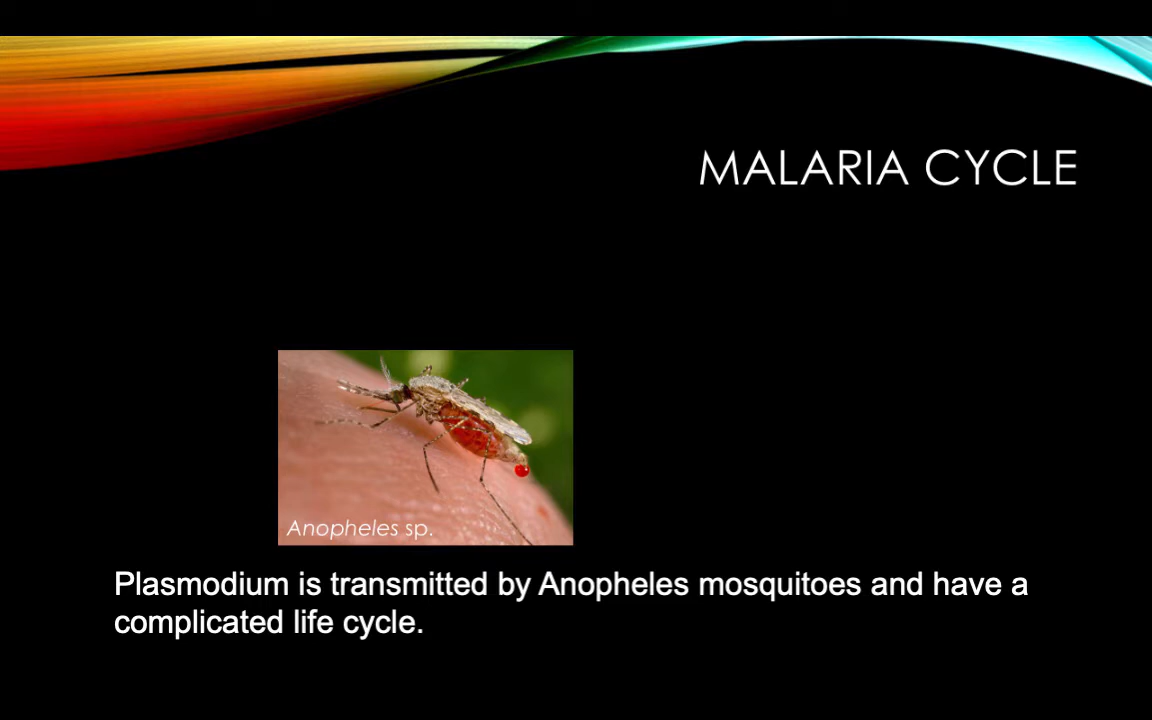 MALARIA CYCLE
Anopheles sp.
Plasmodium is transmitted by Anopheles mosquitoes and have a
complicated life cycle.